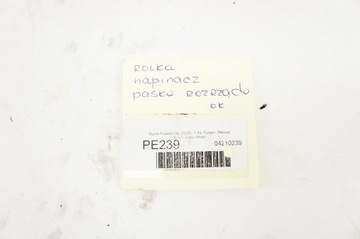 ROLKA
napinacz
paska ROZRZĄDU
OK
PE239
04210239